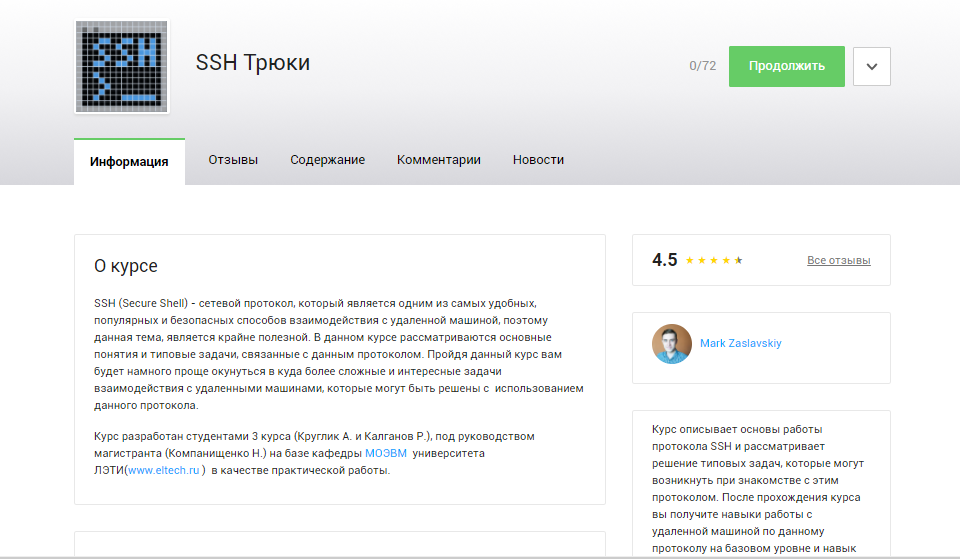 SSH
>_
SSH Трюки
0/72
Продолжить
Информация
Отзывы
Содержание
Комментарии
Новости
О курсе
SSH (Secure Shell) - сетевой протокол, который является одним из самых удобных,
популярных и безопасных способов взаимодействия с удаленной машиной, поэтому
данная тема, является крайне полезной. В данном курсе рассматриваются основные
понятия и типовые задачи, связанные с данным протоколом. Пройдя данный курс вам
будет намного проще окунуться в куда более сложные и интересные задачи
взаимодействия с удаленными машинами, которые могут быть решены с использованием
данного протокола.
Курс разработан студентами 3 курса (Круглик А. и Калганов Р.), под руководством
магистранта (Компанищенко Н.) на базе кафедры МОЭВМ университета
ЛЭТИ(www.eltech.ru ) в качестве практической работы.
4.5
Все отзывы
Mark Zaslavskiy
Курс описывает основы работы
протокола SSH и рассматривает
решение типовых задач, которые могут
возникнуть при знакомстве с этим
протоколом. После прохождения курса
вы получите навыки работы с
удаленной машиной по данному
протоколу на базовом уровне и навык